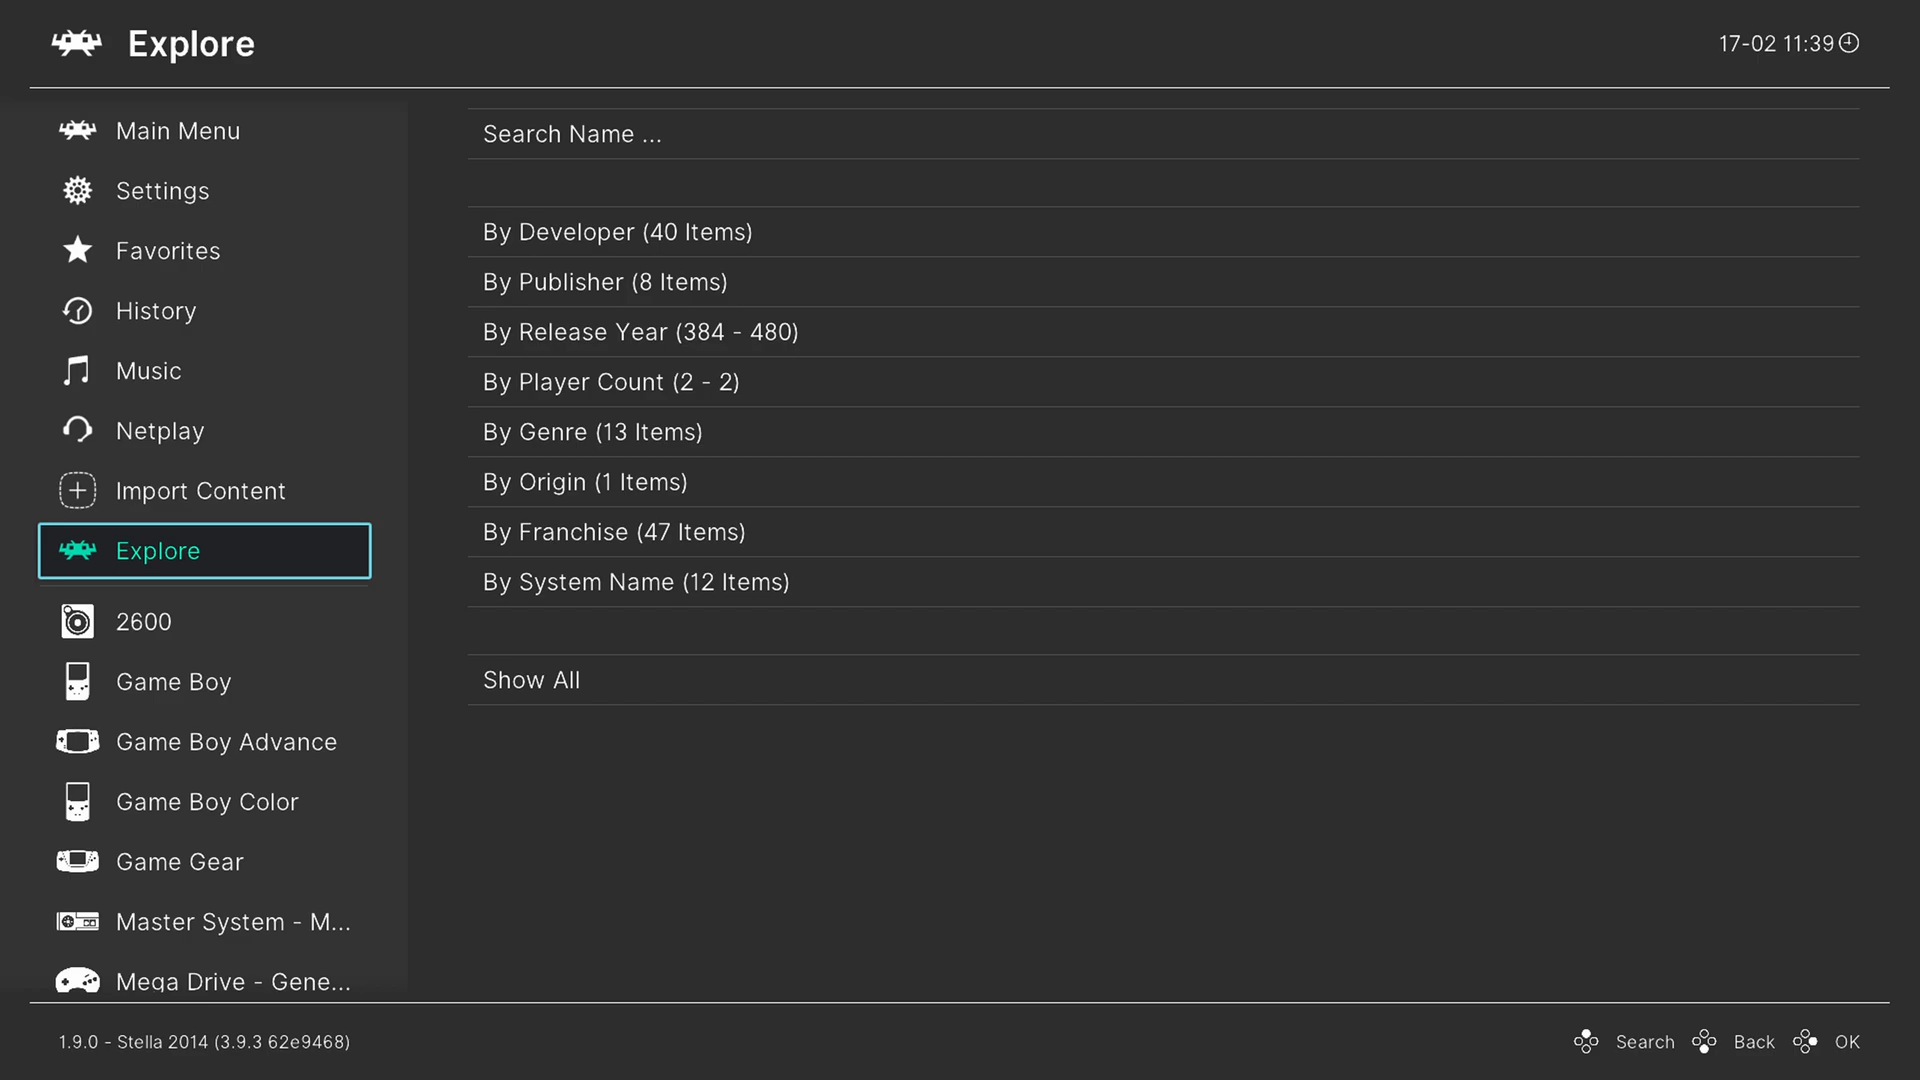 Explore
17-02 11:39
Main Menu
Settings
Favorites
History
Music
Netplay
Import Content
Explore
2600
Game Boy
Game Boy Advance
Game Boy Color
Game Gear
Master System - M...
Mega Drive - Gene...
Search Name ...
By Developer (40 Items)
By Publisher (8 Items)
By Release Year (384 - 480)
By Player Count (2 - 2)
By Genre (13 Items)
By Origin (1 Items)
By Franchise (47 Items)
By System Name (12 Items)
Show All
1.9.0 - Stella 2014 (3.9.3 62e9468)
Search Back OK